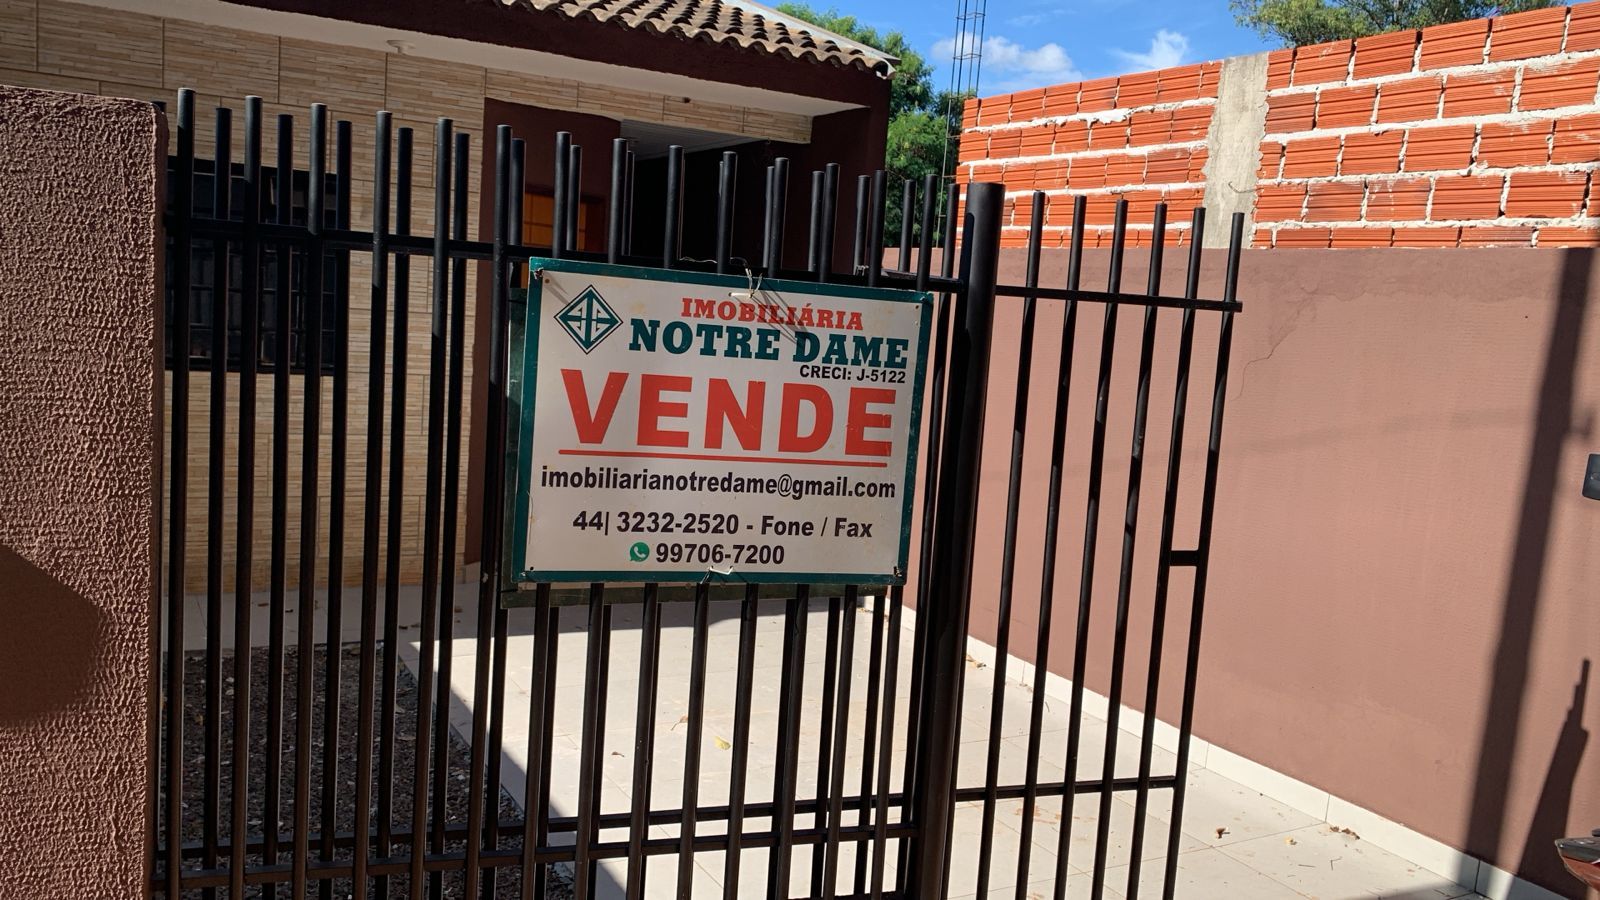 IMOBILIÁRIA
NOTRE DAME
CRECI: J-5122
VENDE
imobiliarianotredame@gmail.com
44| 3232-2520 - Fone / Fax
99706-7200